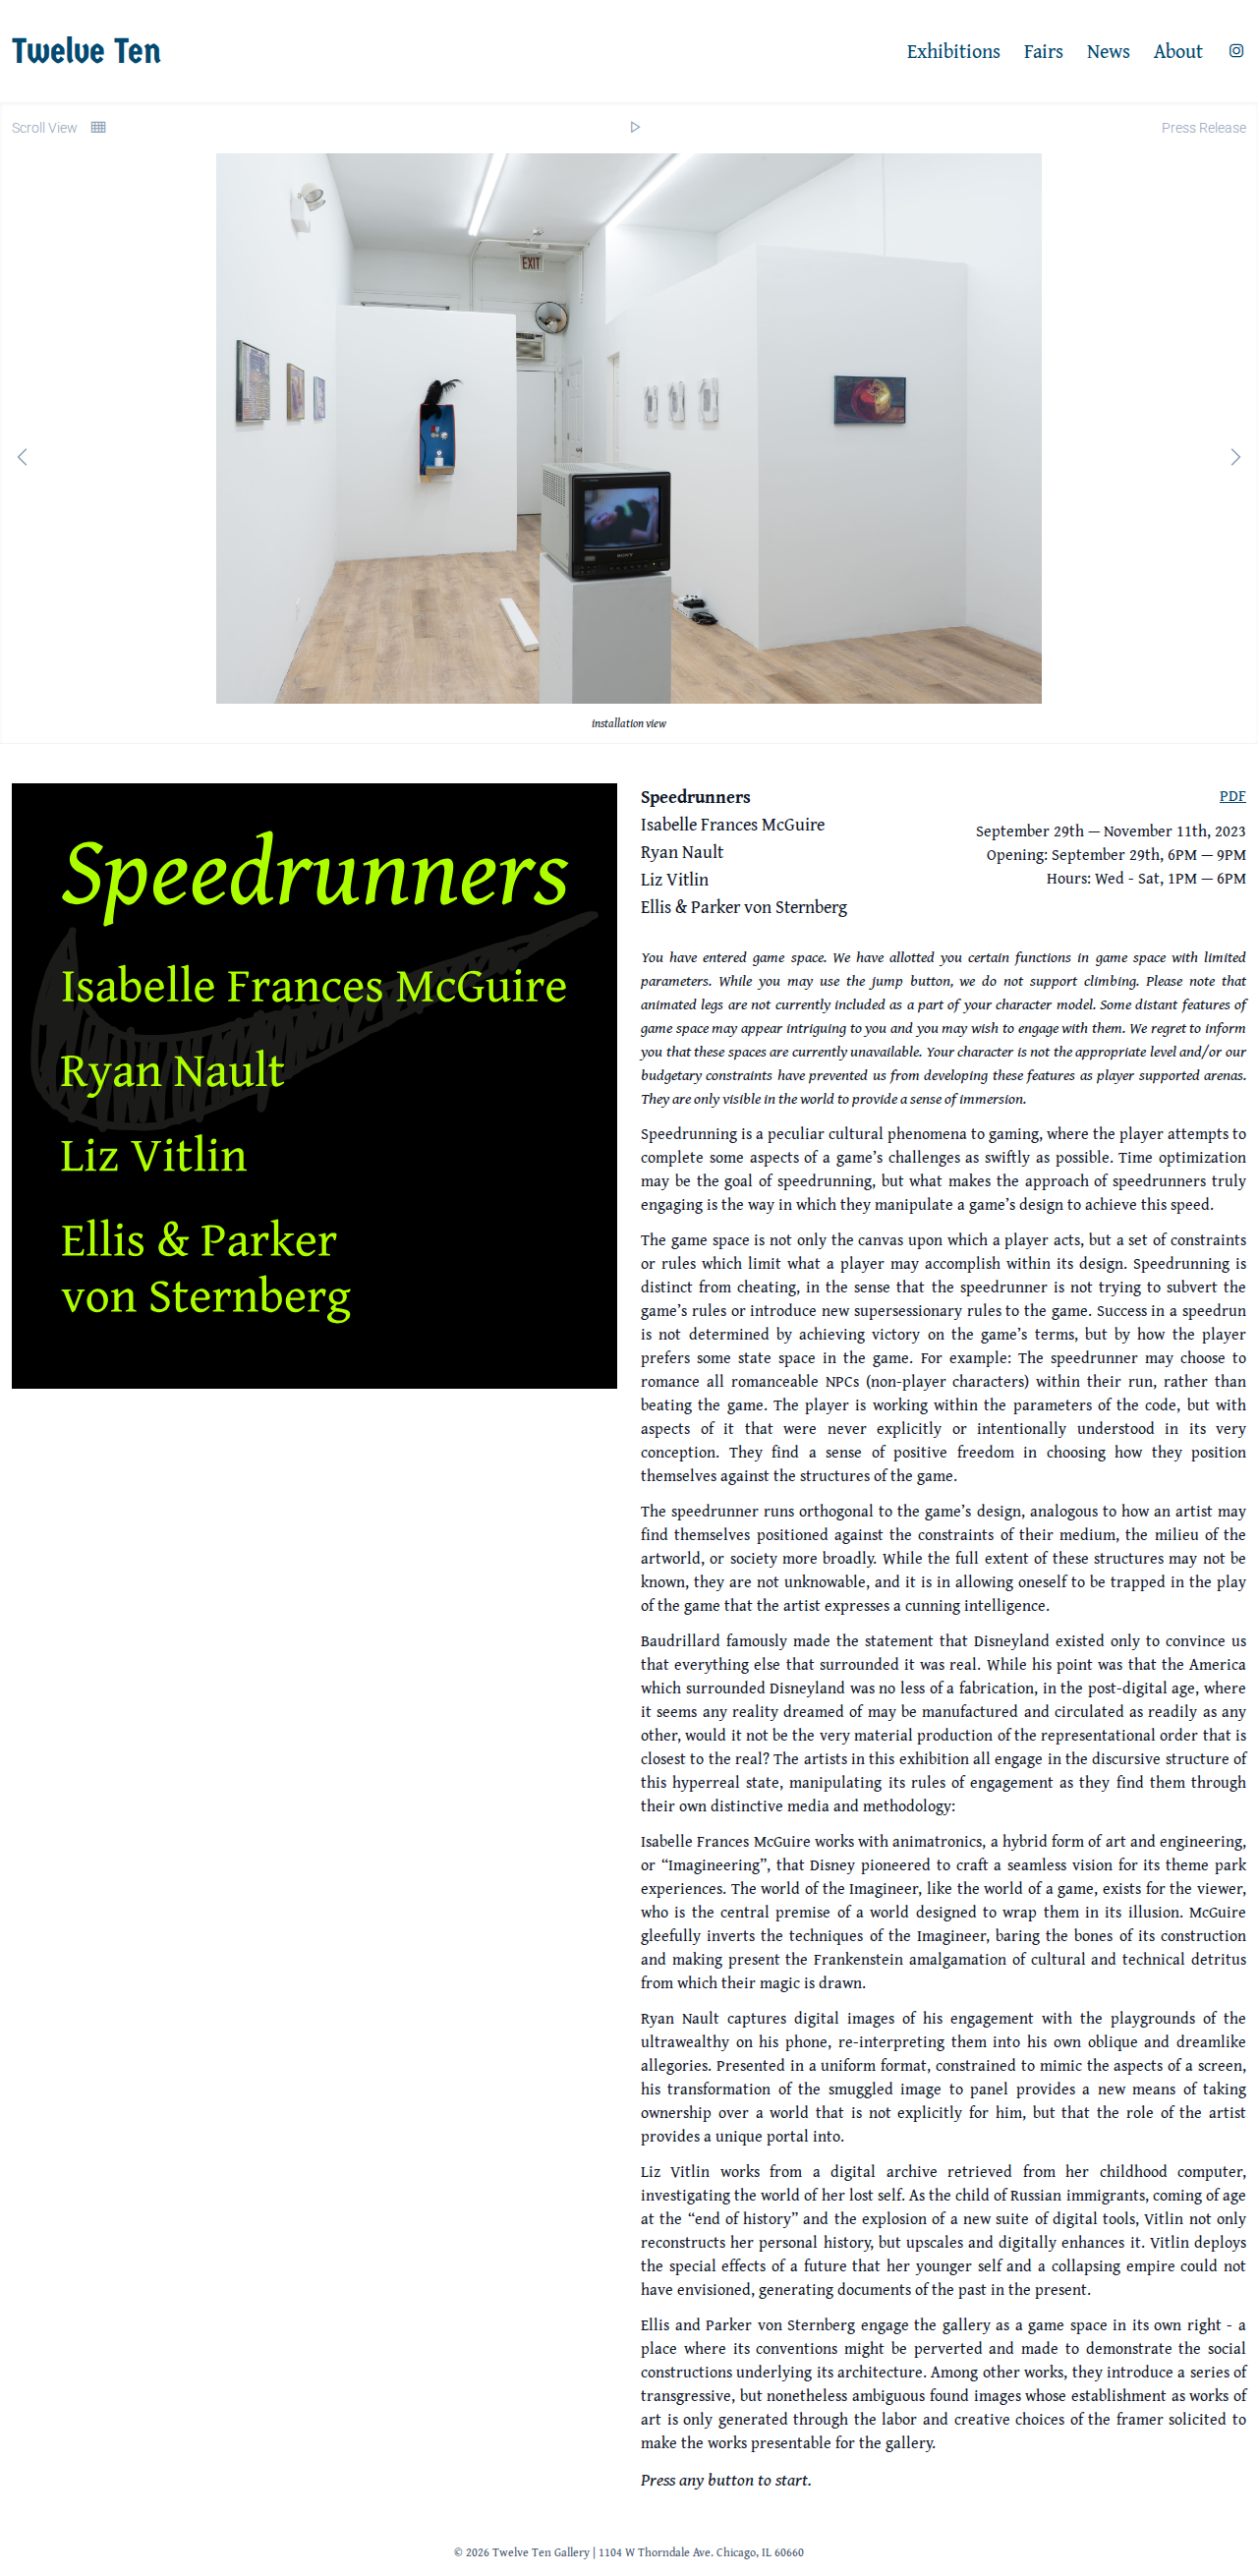 Twelve Ten
Exhibitions Fairs News About
Scroll View
Press Release
EXIT
SONY
installation view
Speedrunners
Isabelle Frances McGuire
Ryan Nault
Liz Vitlin
Ellis & Parker
von Sternberg
Speedrunners
Isabelle Frances McGuire
Ryan Nault
Liz Vitlin
Ellis & Parker von Sternberg
PDF
September 29th — November 11th, 2023
Opening: September 29th, 6PM — 9PM
Hours: Wed - Sat, 1PM — 6PM
You have entered game space. We have allotted you certain functions in game space with limited
parameters. While you may use the jump button, we do not support climbing. Please note that
animated legs are not currently included as a part of your character model. Some distant features of
game space may appear intriguing to you and you may wish to engage with them. We regret to inform
you that these spaces are currently unavailable. Your character is not the appropriate level and/or our
budgetary constraints have prevented us from developing these features as player supported arenas.
They are only visible in the world to provide a sense of immersion.
Speedrunning is a peculiar cultural phenomena to gaming, where the player attempts to
complete some aspects of a game’s challenges as swiftly as possible. Time optimization
may be the goal of speedrunning, but what makes the approach of speedrunners truly
engaging is the way in which they manipulate a game’s design to achieve this speed.
The game space is not only the canvas upon which a player acts, but a set of constraints
or rules which limit what a player may accomplish within its design. Speedrunning is
distinct from cheating, in the sense that the speedrunner is not trying to subvert the
game’s rules or introduce new supersessionary rules to the game. Success in a speedrun
is not determined by achieving victory on the game’s terms, but by how the player
prefers some state space in the game. For example: The speedrunner may choose to
romance all romanceable NPCs (non-player characters) within their run, rather than
beating the game. The player is working within the parameters of the code, but with
aspects of it that were never explicitly or intentionally understood in its very
conception. They find a sense of positive freedom in choosing how they position
themselves against the structures of the game.
The speedrunner runs orthogonal to the game’s design, analogous to how an artist may
find themselves positioned against the constraints of their medium, the milieu of the
artworld, or society more broadly. While the full extent of these structures may not be
known, they are not unknowable, and it is in allowing oneself to be trapped in the play
of the game that the artist expresses a cunning intelligence.
Baudrillard famously made the statement that Disneyland existed only to convince us
that everything else that surrounded it was real. While his point was that the America
which surrounded Disneyland was no less of a fabrication, in the post-digital age, where
it seems any reality dreamed of may be manufactured and circulated as readily as any
other, would it not be the very material production of the representational order that is
closest to the real? The artists in this exhibition all engage in the discursive structure of
this hyperreal state, manipulating its rules of engagement as they find them through
their own distinctive media and methodology:
Isabelle Frances McGuire works with animatronics, a hybrid form of art and engineering,
or “Imagineering”, that Disney pioneered to craft a seamless vision for its theme park
experiences. The world of the Imagineer, like the world of a game, exists for the viewer,
who is the central premise of a world designed to wrap them in its illusion. McGuire
gleefully inverts the techniques of the Imagineer, baring the bones of its construction
and making present the Frankenstein amalgamation of cultural and technical detritus
from which their magic is drawn.
Ryan Nault captures digital images of his engagement with the playgrounds of the
ultrawealthy on his phone, re-interpreting them into his own oblique and dreamlike
allegories. Presented in a uniform format, constrained to mimic the aspects of a screen,
his transformation of the smuggled image to panel provides a new means of taking
ownership over a world that is not explicitly for him, but that the role of the artist
provides a unique portal into.
Liz Vitlin works from a digital archive retrieved from her childhood computer,
investigating the world of her lost self. As the child of Russian immigrants, coming of age
at the “end of history” and the explosion of a new suite of digital tools, Vitlin not only
reconstructs her personal history, but upscales and digitally enhances it. Vitlin deploys
the special effects of a future that her younger self and a collapsing empire could not
have envisioned, generating documents of the past in the present.
Ellis and Parker von Sternberg engage the gallery as a game space in its own right - a
place where its conventions might be perverted and made to demonstrate the social
constructions underlying its architecture. Among other works, they introduce a series of
transgressive, but nonetheless ambiguous found images whose establishment as works of
art is only generated through the labor and creative choices of the framer solicited to
make the works presentable for the gallery.
Press any button to start.
© 2026 Twelve Ten Gallery | 1104 W Thorndale Ave. Chicago, IL 60660